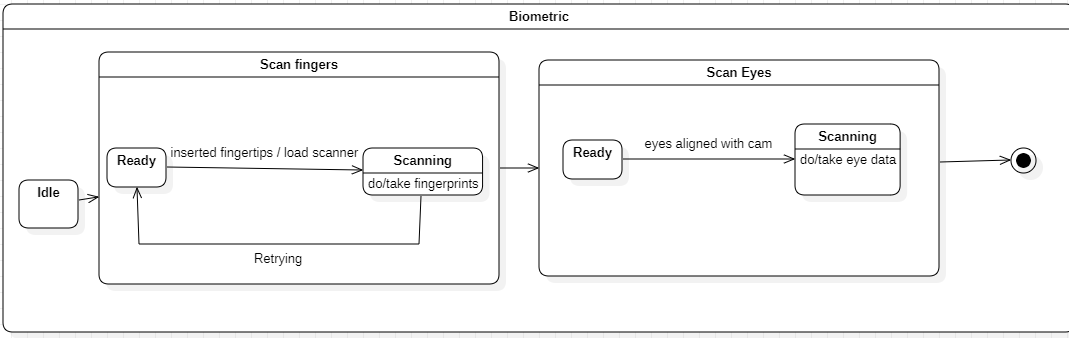 Biometric
Scan fingers
Scan Eyes
Ready
inserted fingertips / load scanner
Scanning
do/take fingerprints
Retrying
Idle
Ready
eyes aligned with cam
Scanning
do/take eye data